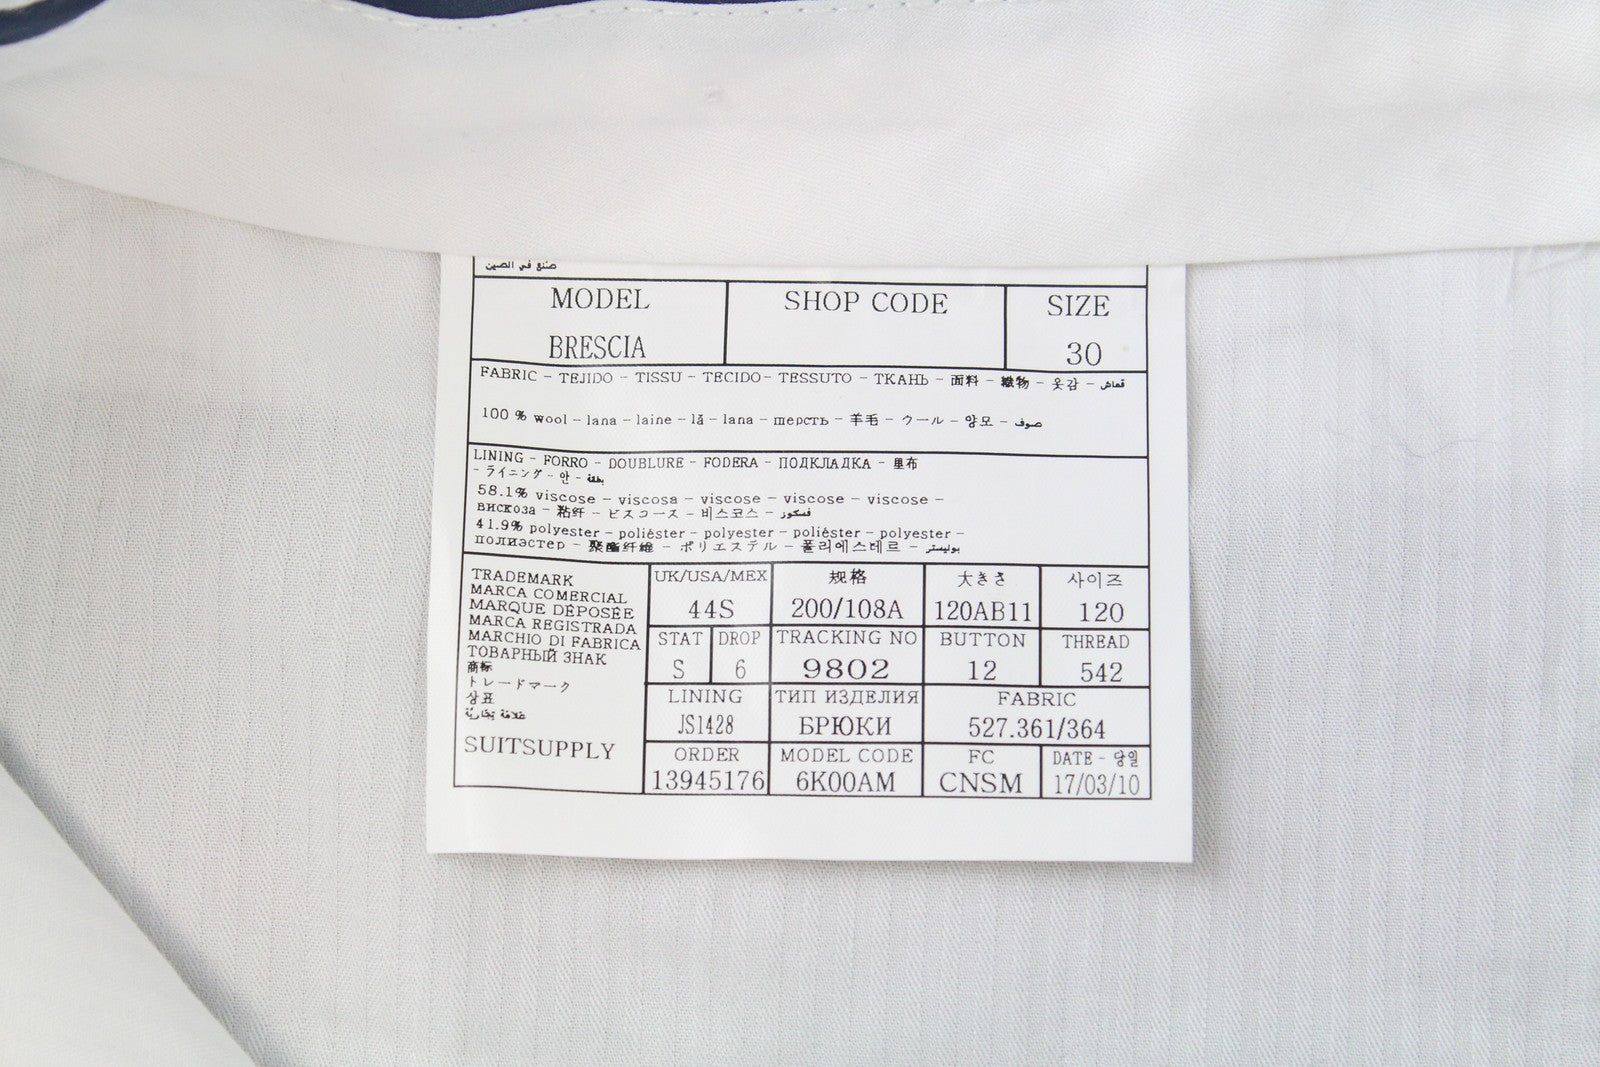 صنع في الصين
MODEL SHOP CODE SIZE
BRESCIA 30
FABRIC - TEJIDO - TISSU - TECIDO- TESSUTO - ТКАНЬ - 面料 - 織物 - 옷감 - قماش
100 % wool - lana - laine - lã - lana - шерсть - 羊毛 - ウール - 양모 - صوف
LINING - FORRO - DOUBLURE - FODERA - ПОДКЛАДКА - 里布
- ライニング - 안 - بطانة
58.1% viscose - viscosa - viscose - viscose - viscose -
вискоза - 粘纤 - ビスコース - 비스코스 - فسكوز
41.9% polyester - poliéster - polyester - poliéster - polyester -
полиэстер - 聚酯纤维 - ポリエステル - 폴리에스테르 - بوليستر
TRADEMARK
MARCA COMERCIAL
MARQUE DÉPOSÉE
MARCA REGISTRADA
MARCHIO DI FABRICA
ТОВАРНЫЙ ЗНАК
商标
トレードマーク
상표
علامة تجارية
SUITSUPPLY
UK/USA/MEX 规格 大きさ 사이즈
44S 200/108A 120AB11 120
STAT DROP TRACKING NO BUTTON THREAD
S 6 9802 12 542
LINING ТИП ИЗДЕЛИЯ FABRIC
JS1428 БРЮКИ 527.361/364
ORDER MODEL CODE FC DATE - 당일
13945176 6K00AM CNSM 17/03/10